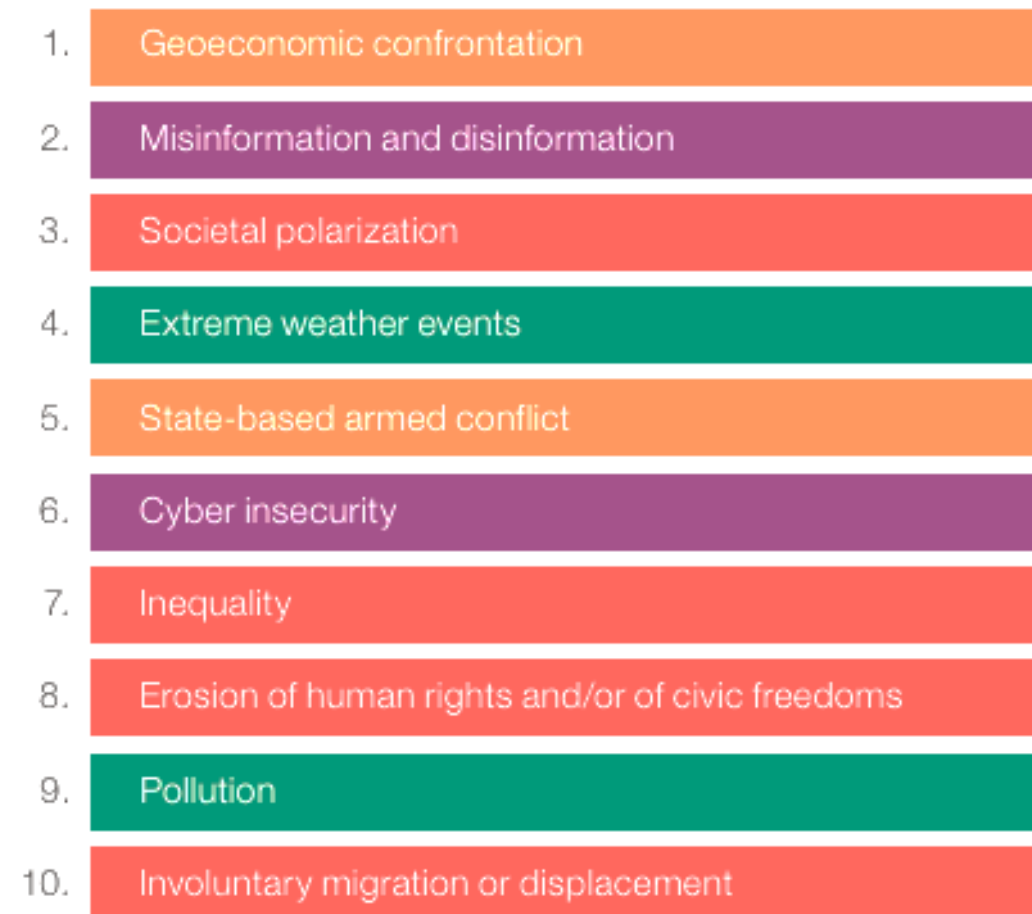 1. Geoeconomic confrontation
2. Misinformation and disinformation
3. Societal polarization
4. Extreme weather events
5. State-based armed conflict
6. Cyber insecurity
7. Inequality
8. Erosion of human rights and/or of civic freedoms
9. Pollution
10. Involuntary migration or displacement